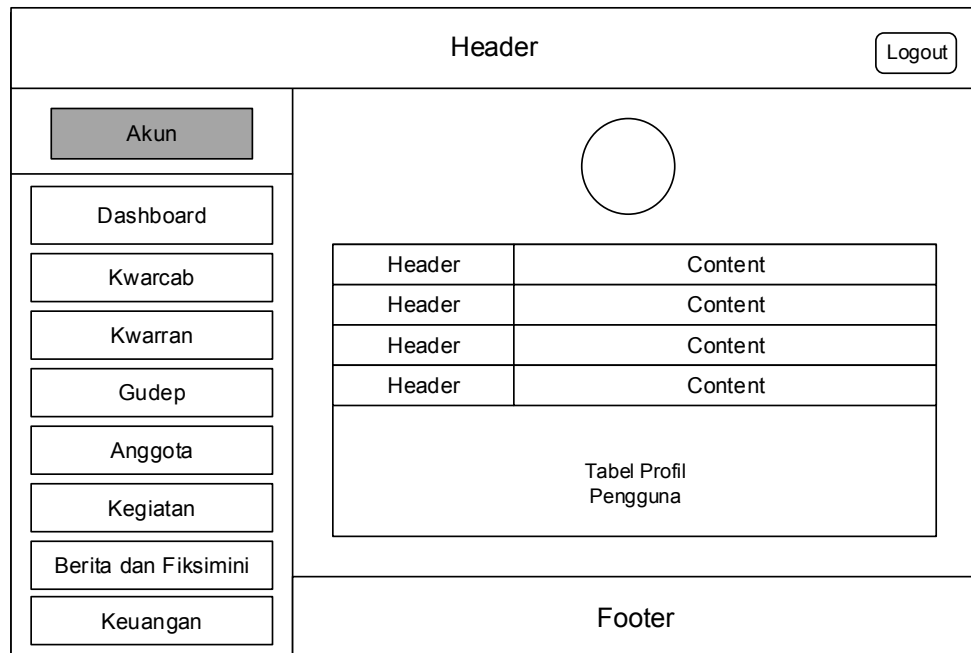 Header
Logout
Akun
Dashboard
Kwarcab
Kwarran
Gudep
Anggota
Kegiatan
Berita dan Fiksimini
Keuangan
Header Content
Header Content
Header Content
Header Content
Tabel Profil
Pengguna
Footer